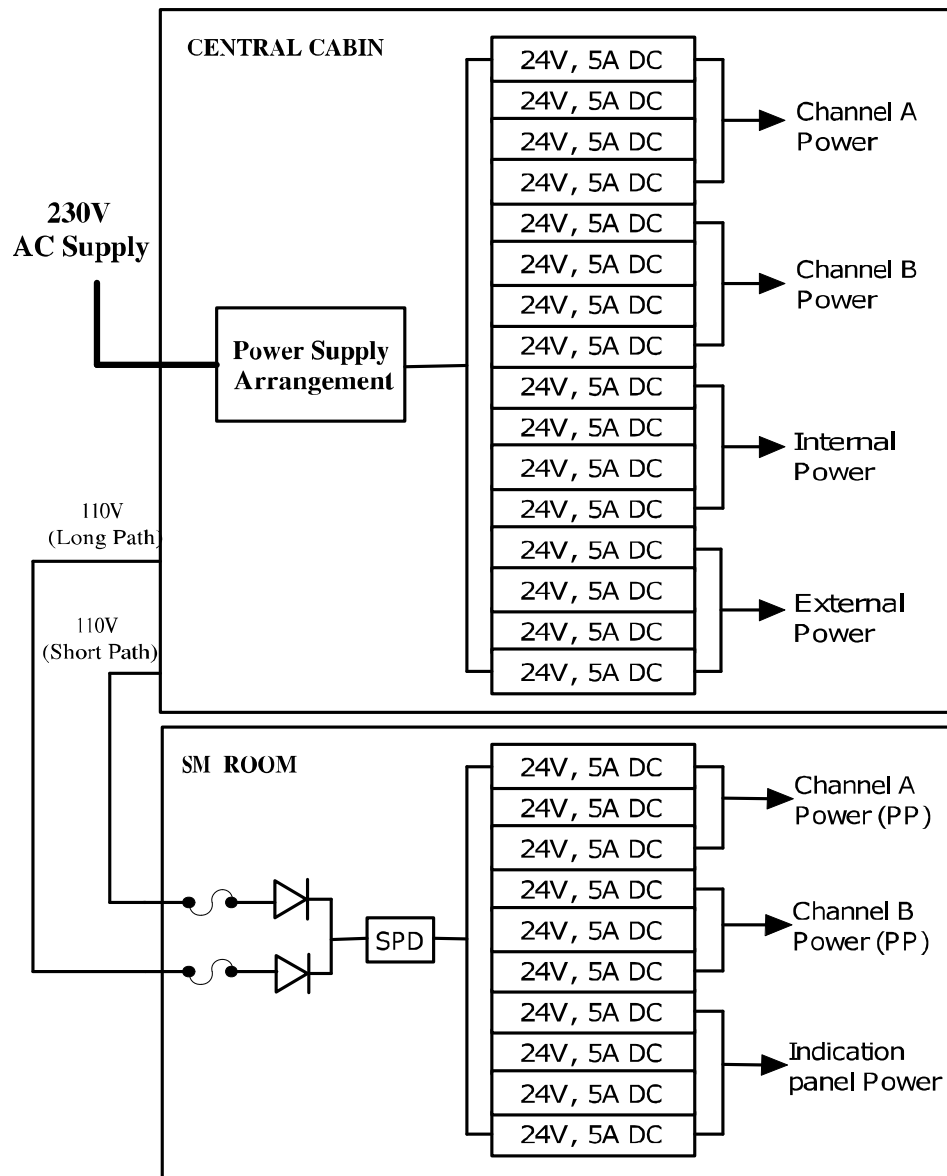 CENTRAL CABIN
230V
AC Supply
Power Supply
Arrangement
24V, 5A DC
24V, 5A DC
24V, 5A DC
24V, 5A DC
Channel A
Power
24V, 5A DC
24V, 5A DC
24V, 5A DC
24V, 5A DC
Channel B
Power
24V, 5A DC
24V, 5A DC
24V, 5A DC
24V, 5A DC
Internal
Power
24V, 5A DC
24V, 5A DC
24V, 5A DC
24V, 5A DC
External
Power
110V
(Long Path)
110V
(Short Path)
SM ROOM
SPD
24V, 5A DC
24V, 5A DC
24V, 5A DC
Channel A
Power (PP)
24V, 5A DC
24V, 5A DC
24V, 5A DC
Channel B
Power (PP)
24V, 5A DC
24V, 5A DC
24V, 5A DC
24V, 5A DC
Indication
panel Power